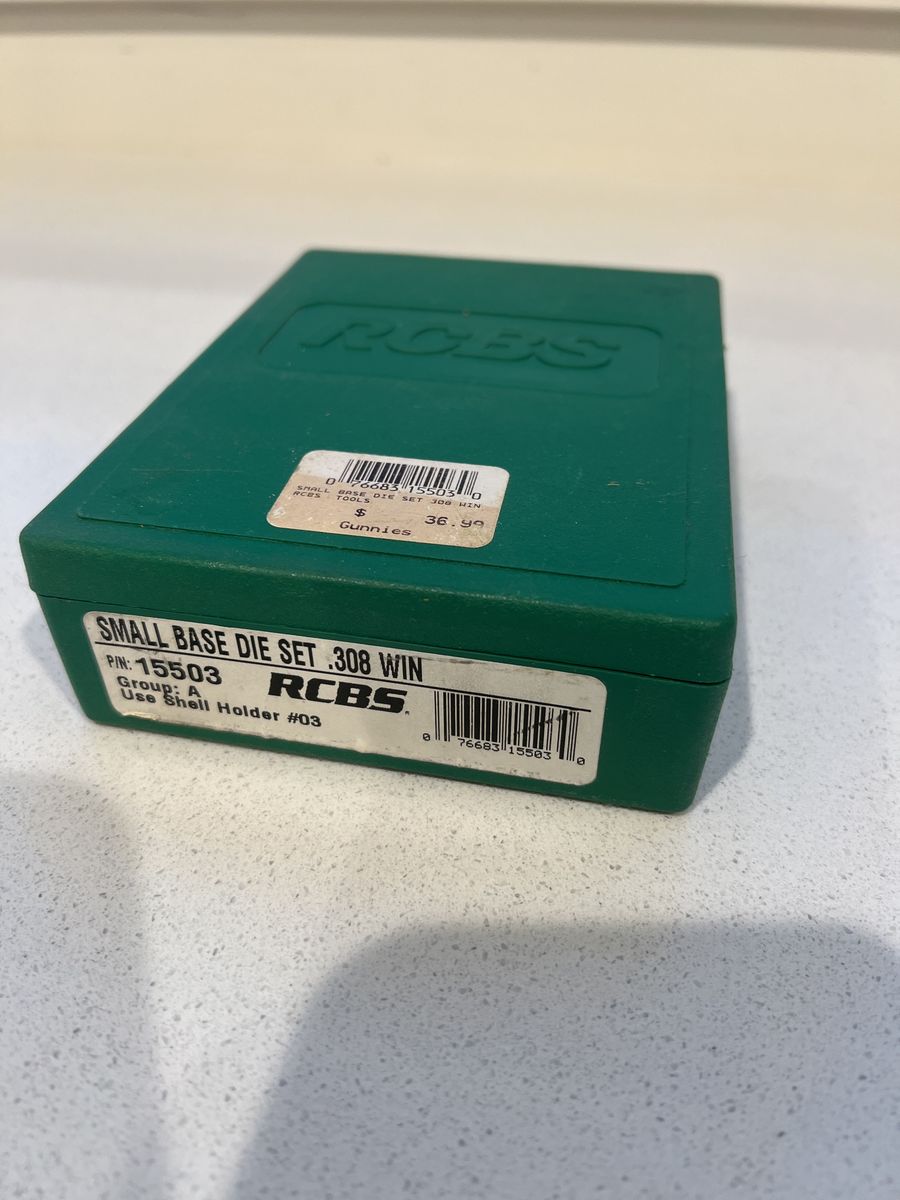 RCBS
0 76683 15503 0
SMALL BASE DIE SET 308 WIN
RCBS TOOLS
$ 36.99
Gunnies
SMALL BASE DIE SET .308 WIN
P/N: 15503
Group: A
Use Shell Holder #03
RCBS
0 76683 15503 0